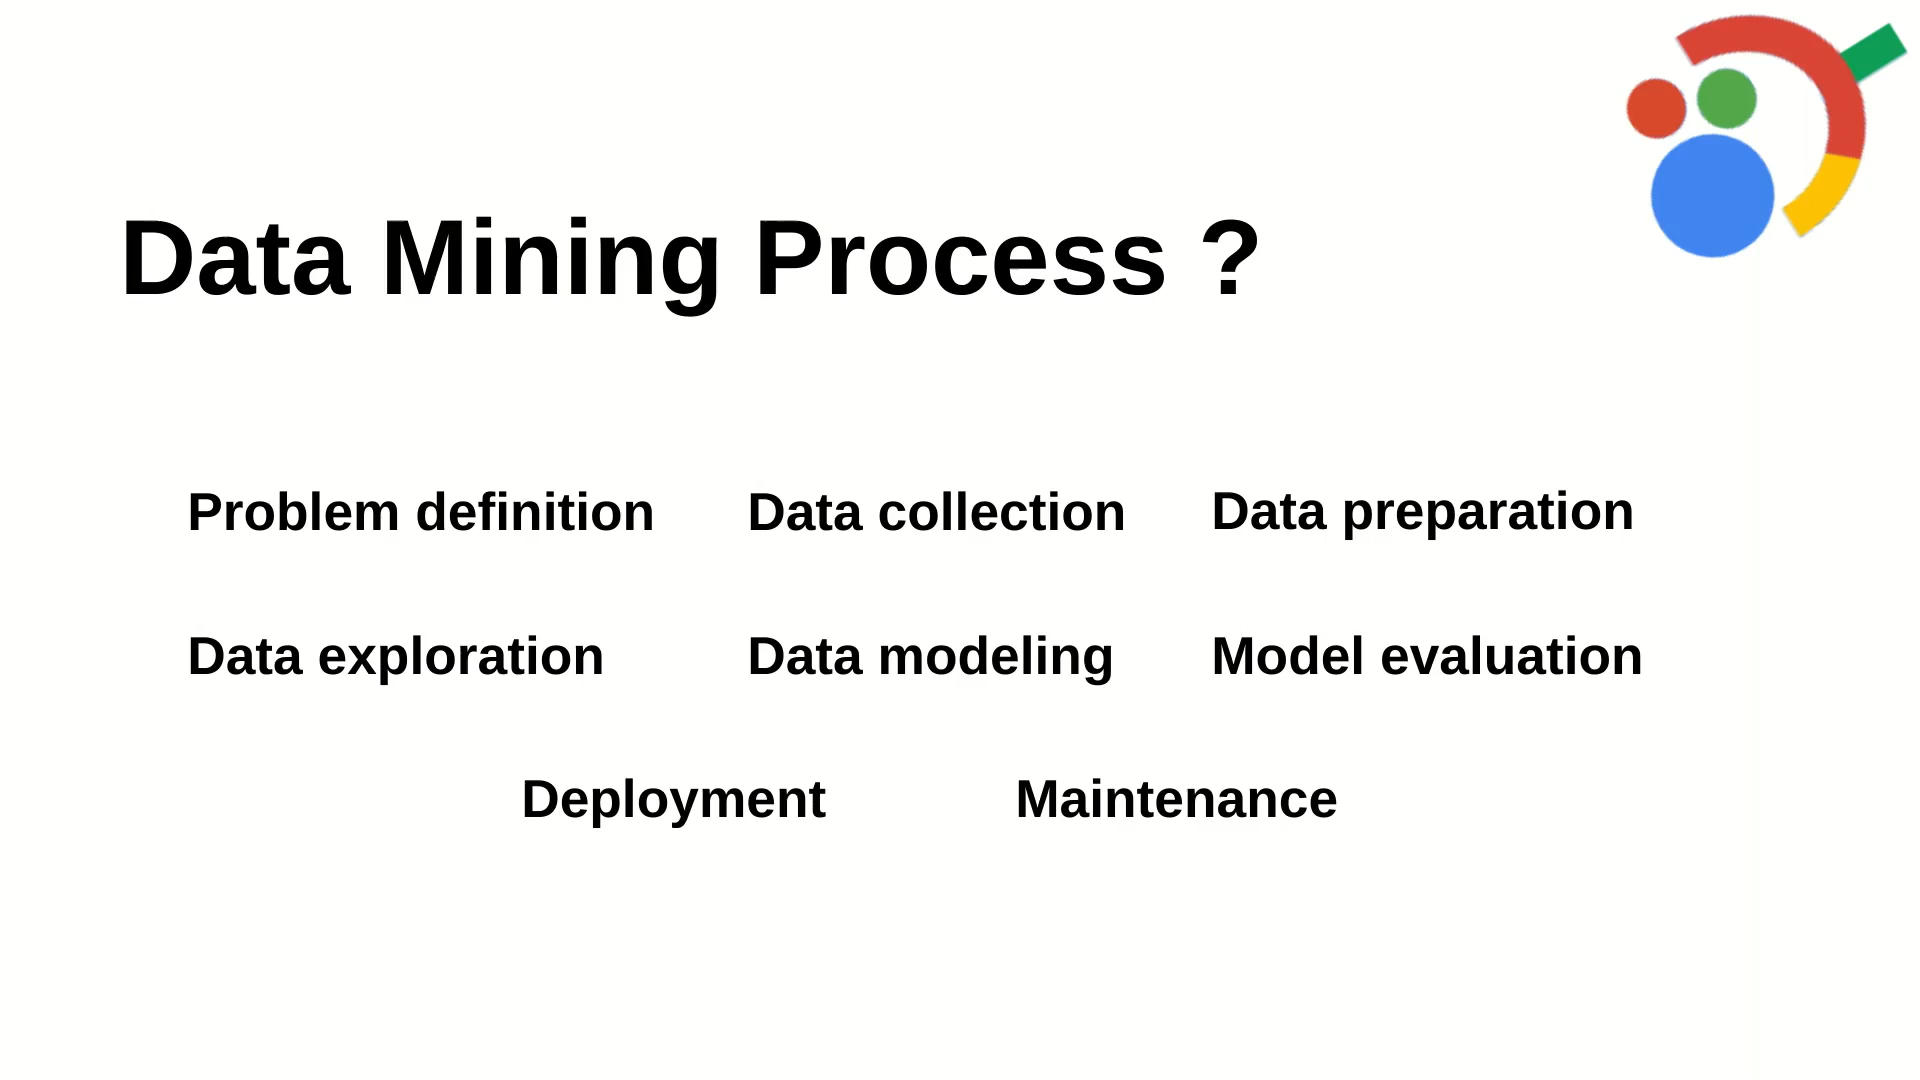 Data Mining Process ?
Problem definition Data collection Data preparation
Data exploration Data modeling Model evaluation
Deployment Maintenance